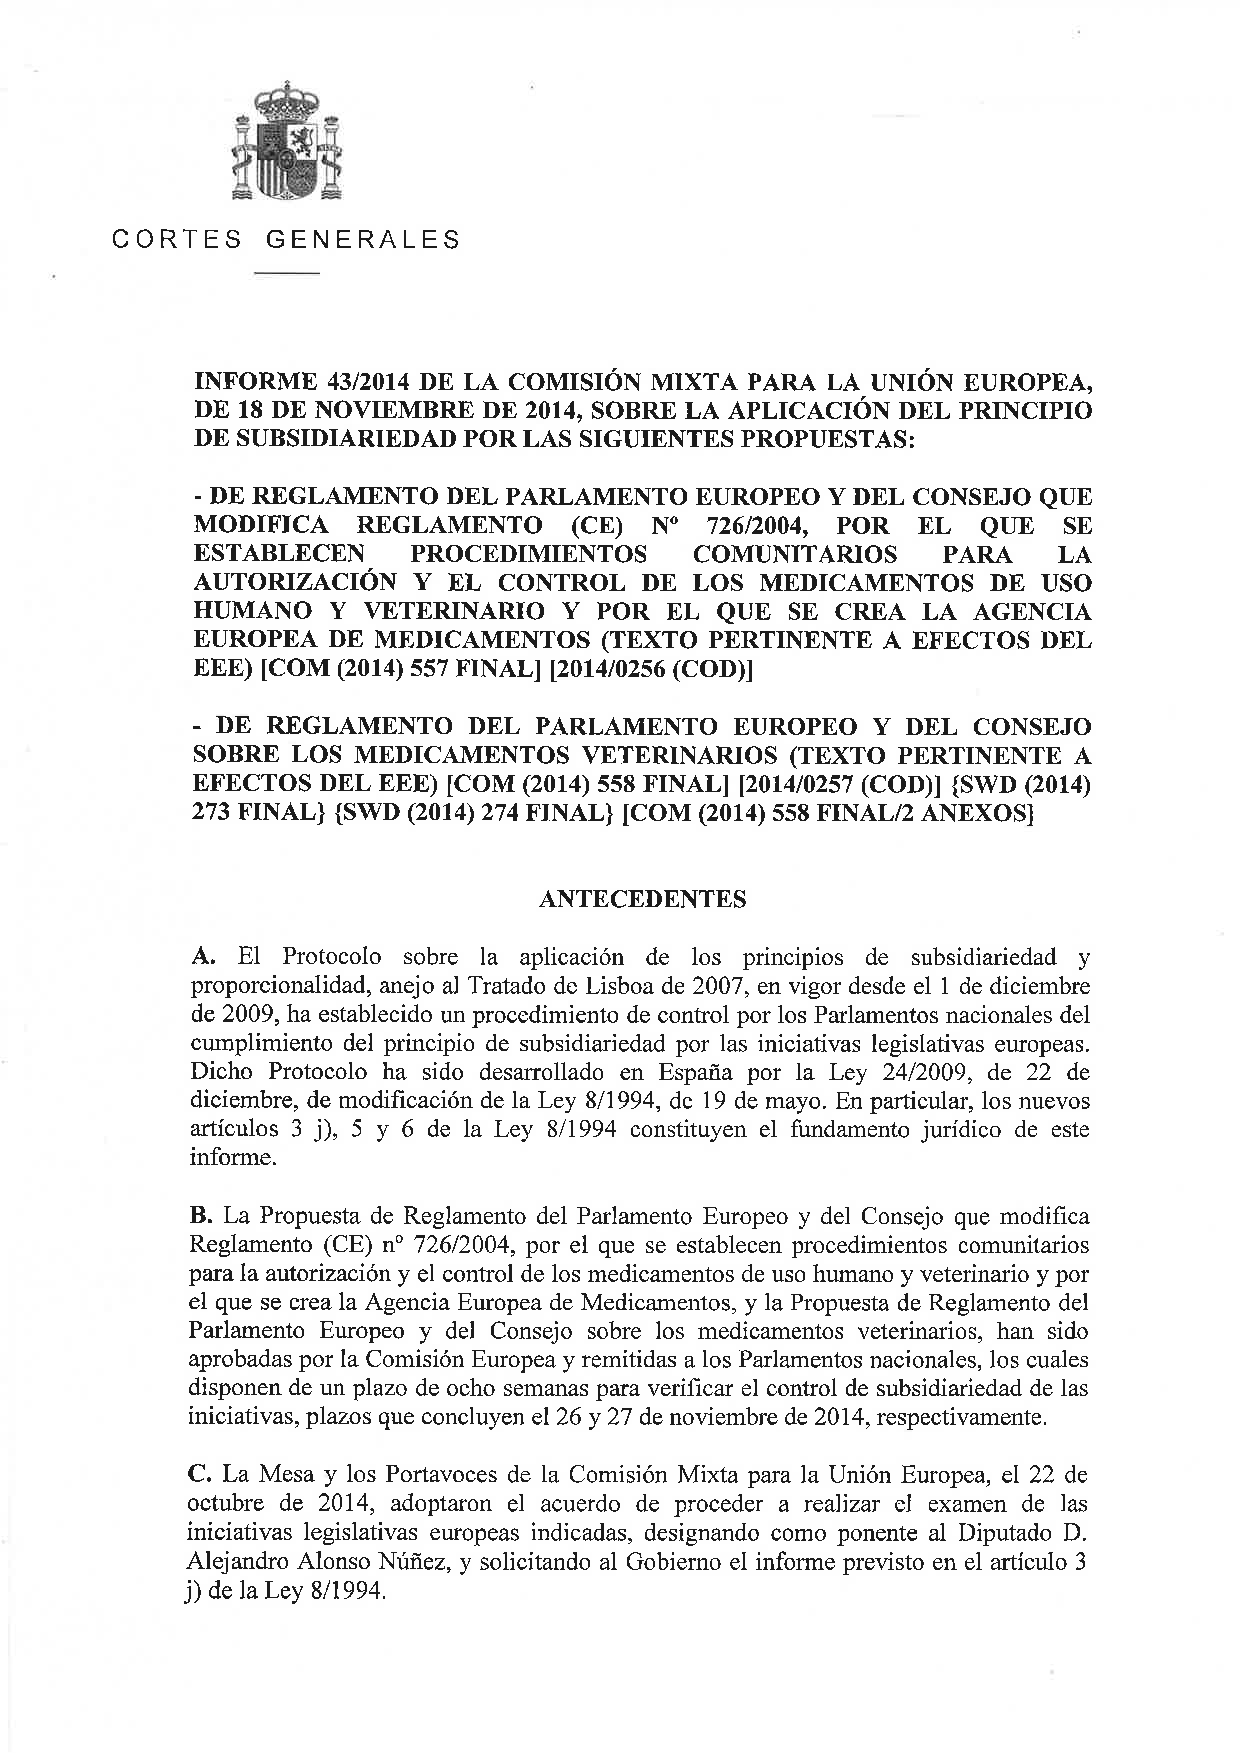 CORTES GENERALES
INFORME 43/2014 DE LA COMISIÓN MIXTA PARA LA UNIÓN EUROPEA,
DE 18 DE NOVIEMBRE DE 2014, SOBRE LA APLICACIÓN DEL PRINCIPIO
DE SUBSIDIARIEDAD POR LAS SIGUIENTES PROPUESTAS:
- DE REGLAMENTO DEL PARLAMENTO EUROPEO Y DEL CONSEJO QUE
MODIFICA REGLAMENTO (CE) Nº 726/2004, POR EL QUE SE
ESTABLECEN PROCEDIMIENTOS COMUNITARIOS PARA LA
AUTORIZACIÓN Y EL CONTROL DE LOS MEDICAMENTOS DE USO
HUMANO Y VETERINARIO Y POR EL QUE SE CREA LA AGENCIA
EUROPEA DE MEDICAMENTOS (TEXTO PERTINENTE A EFECTOS DEL
EEE) [COM (2014) 557 FINAL] [2014/0256 (COD)]
- DE REGLAMENTO DEL PARLAMENTO EUROPEO Y DEL CONSEJO
SOBRE LOS MEDICAMENTOS VETERINARIOS (TEXTO PERTINENTE A
EFECTOS DEL EEE) [COM (2014) 558 FINAL] [2014/0257 (COD)] {SWD (2014)
273 FINAL} {SWD (2014) 274 FINAL} [COM (2014) 558 FINAL/2 ANEXOS]
ANTECEDENTES
A. El Protocolo sobre la aplicación de los principios de subsidiariedad y
proporcionalidad, anejo al Tratado de Lisboa de 2007, en vigor desde el 1 de diciembre
de 2009, ha establecido un procedimiento de control por los Parlamentos nacionales del
cumplimiento del principio de subsidiariedad por las iniciativas legislativas europeas.
Dicho Protocolo ha sido desarrollado en España por la Ley 24/2009, de 22 de
diciembre, de modificación de la Ley 8/1994, de 19 de mayo. En particular, los nuevos
artículos 3 j), 5 y 6 de la Ley 8/1994 constituyen el fundamento jurídico de este
informe.
B. La Propuesta de Reglamento del Parlamento Europeo y del Consejo que modifica
Reglamento (CE) nº 726/2004, por el que se establecen procedimientos comunitarios
para la autorización y el control de los medicamentos de uso humano y veterinario y por
el que se crea la Agencia Europea de Medicamentos, y la Propuesta de Reglamento del
Parlamento Europeo y del Consejo sobre los medicamentos veterinarios, han sido
aprobadas por la Comisión Europea y remitidas a los Parlamentos nacionales, los cuales
disponen de un plazo de ocho semanas para verificar el control de subsidiariedad de las
iniciativas, plazos que concluyen el 26 y 27 de noviembre de 2014, respectivamente.
C. La Mesa y los Portavoces de la Comisión Mixta para la Unión Europea, el 22 de
octubre de 2014, adoptaron el acuerdo de proceder a realizar el examen de las
iniciativas legislativas europeas indicadas, designando como ponente al Diputado D.
Alejandro Alonso Núñez, y solicitando al Gobierno el informe previsto en el artículo 3
j) de la Ley 8/1994.